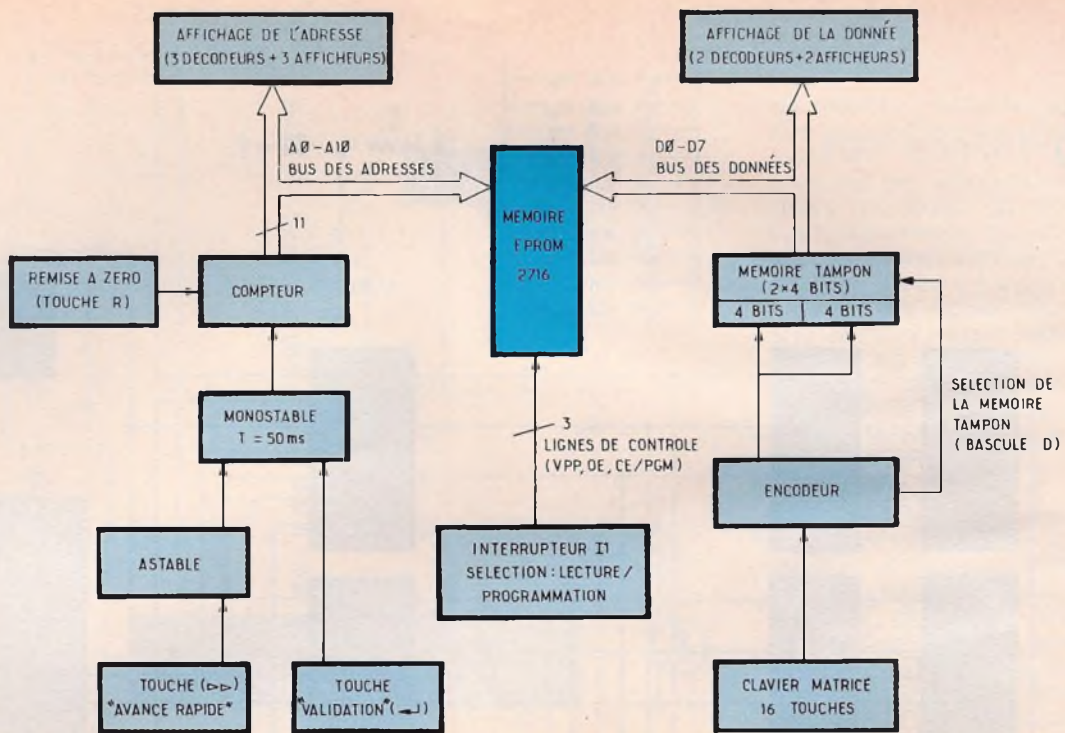 AFFICHAGE DE L'ADRESSE
(3 DECODEURS + 3 AFFICHEURS)
AFFICHAGE DE LA DONNÉE
(2 DECODEURS + 2 AFFICHEURS)
AØ-A1Ø
BUS DES ADRESSES
DØ-D7
BUS DES DONNÉES
11
MEMOIRE
EPROM
2716
REMISE A ZERO
(TOUCHE R)
COMPTEUR
MEMOIRE TAMPON
(2×4 BITS)
4 BITS 4 BITS
MONOSTABLE
T = 50ms
SELECTION DE
LA MEMOIRE
TAMPON
(BASCULE D)
3
LIGNES DE CONTROLE
(VPP, OE, CE/PGM)
ENCODEUR
ASTABLE
INTERRUPTEUR I1
SELECTION: LECTURE/
PROGRAMMATION
TOUCHE (▷▷)
"AVANCE RAPIDE"
TOUCHE
"VALIDATION" (↵)
CLAVIER MATRICÉ
16 TOUCHES